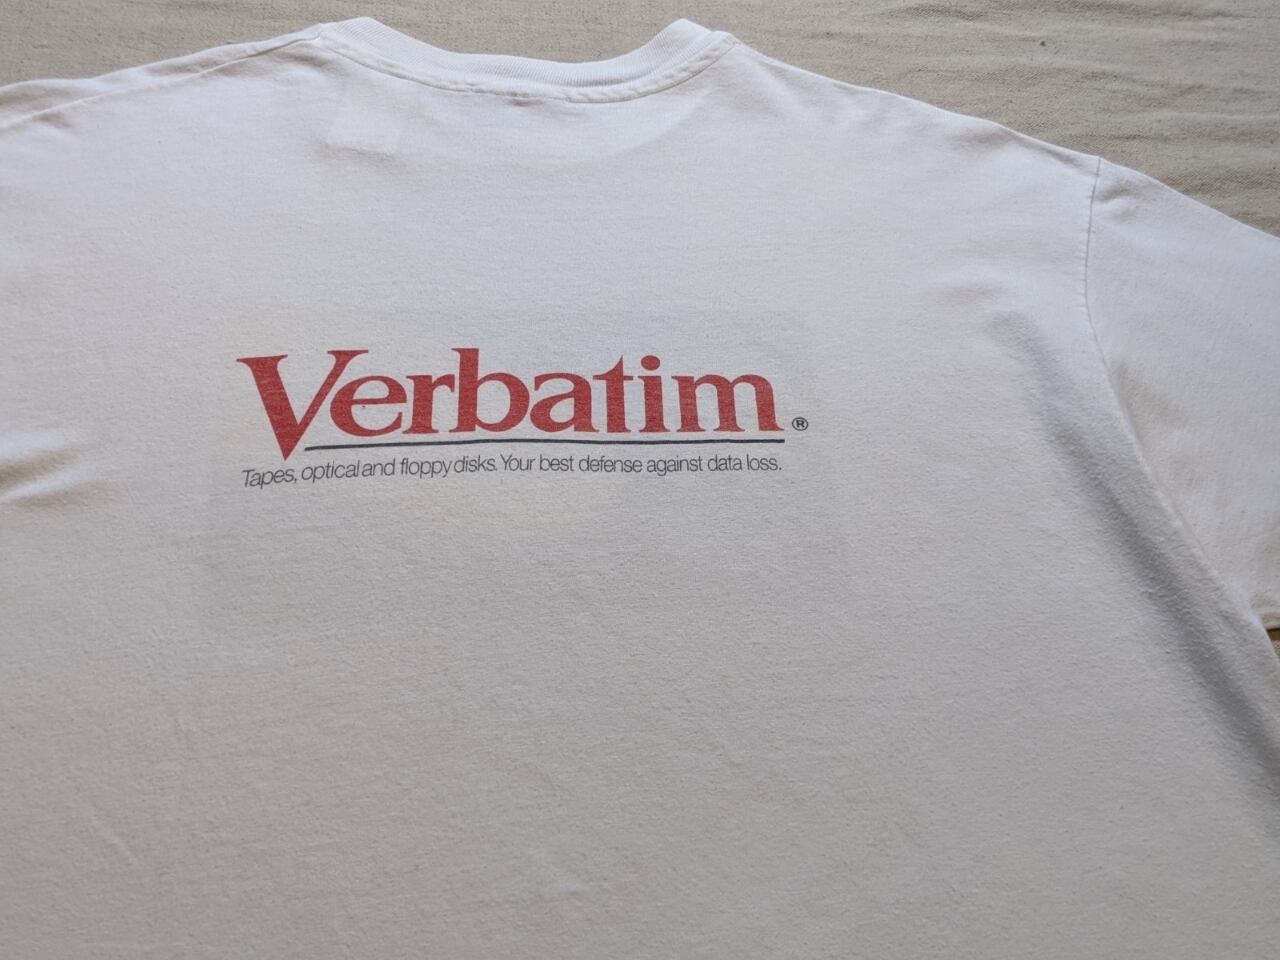 Verbatim®
Tapes, optical and floppy disks. Your best defense against data loss.